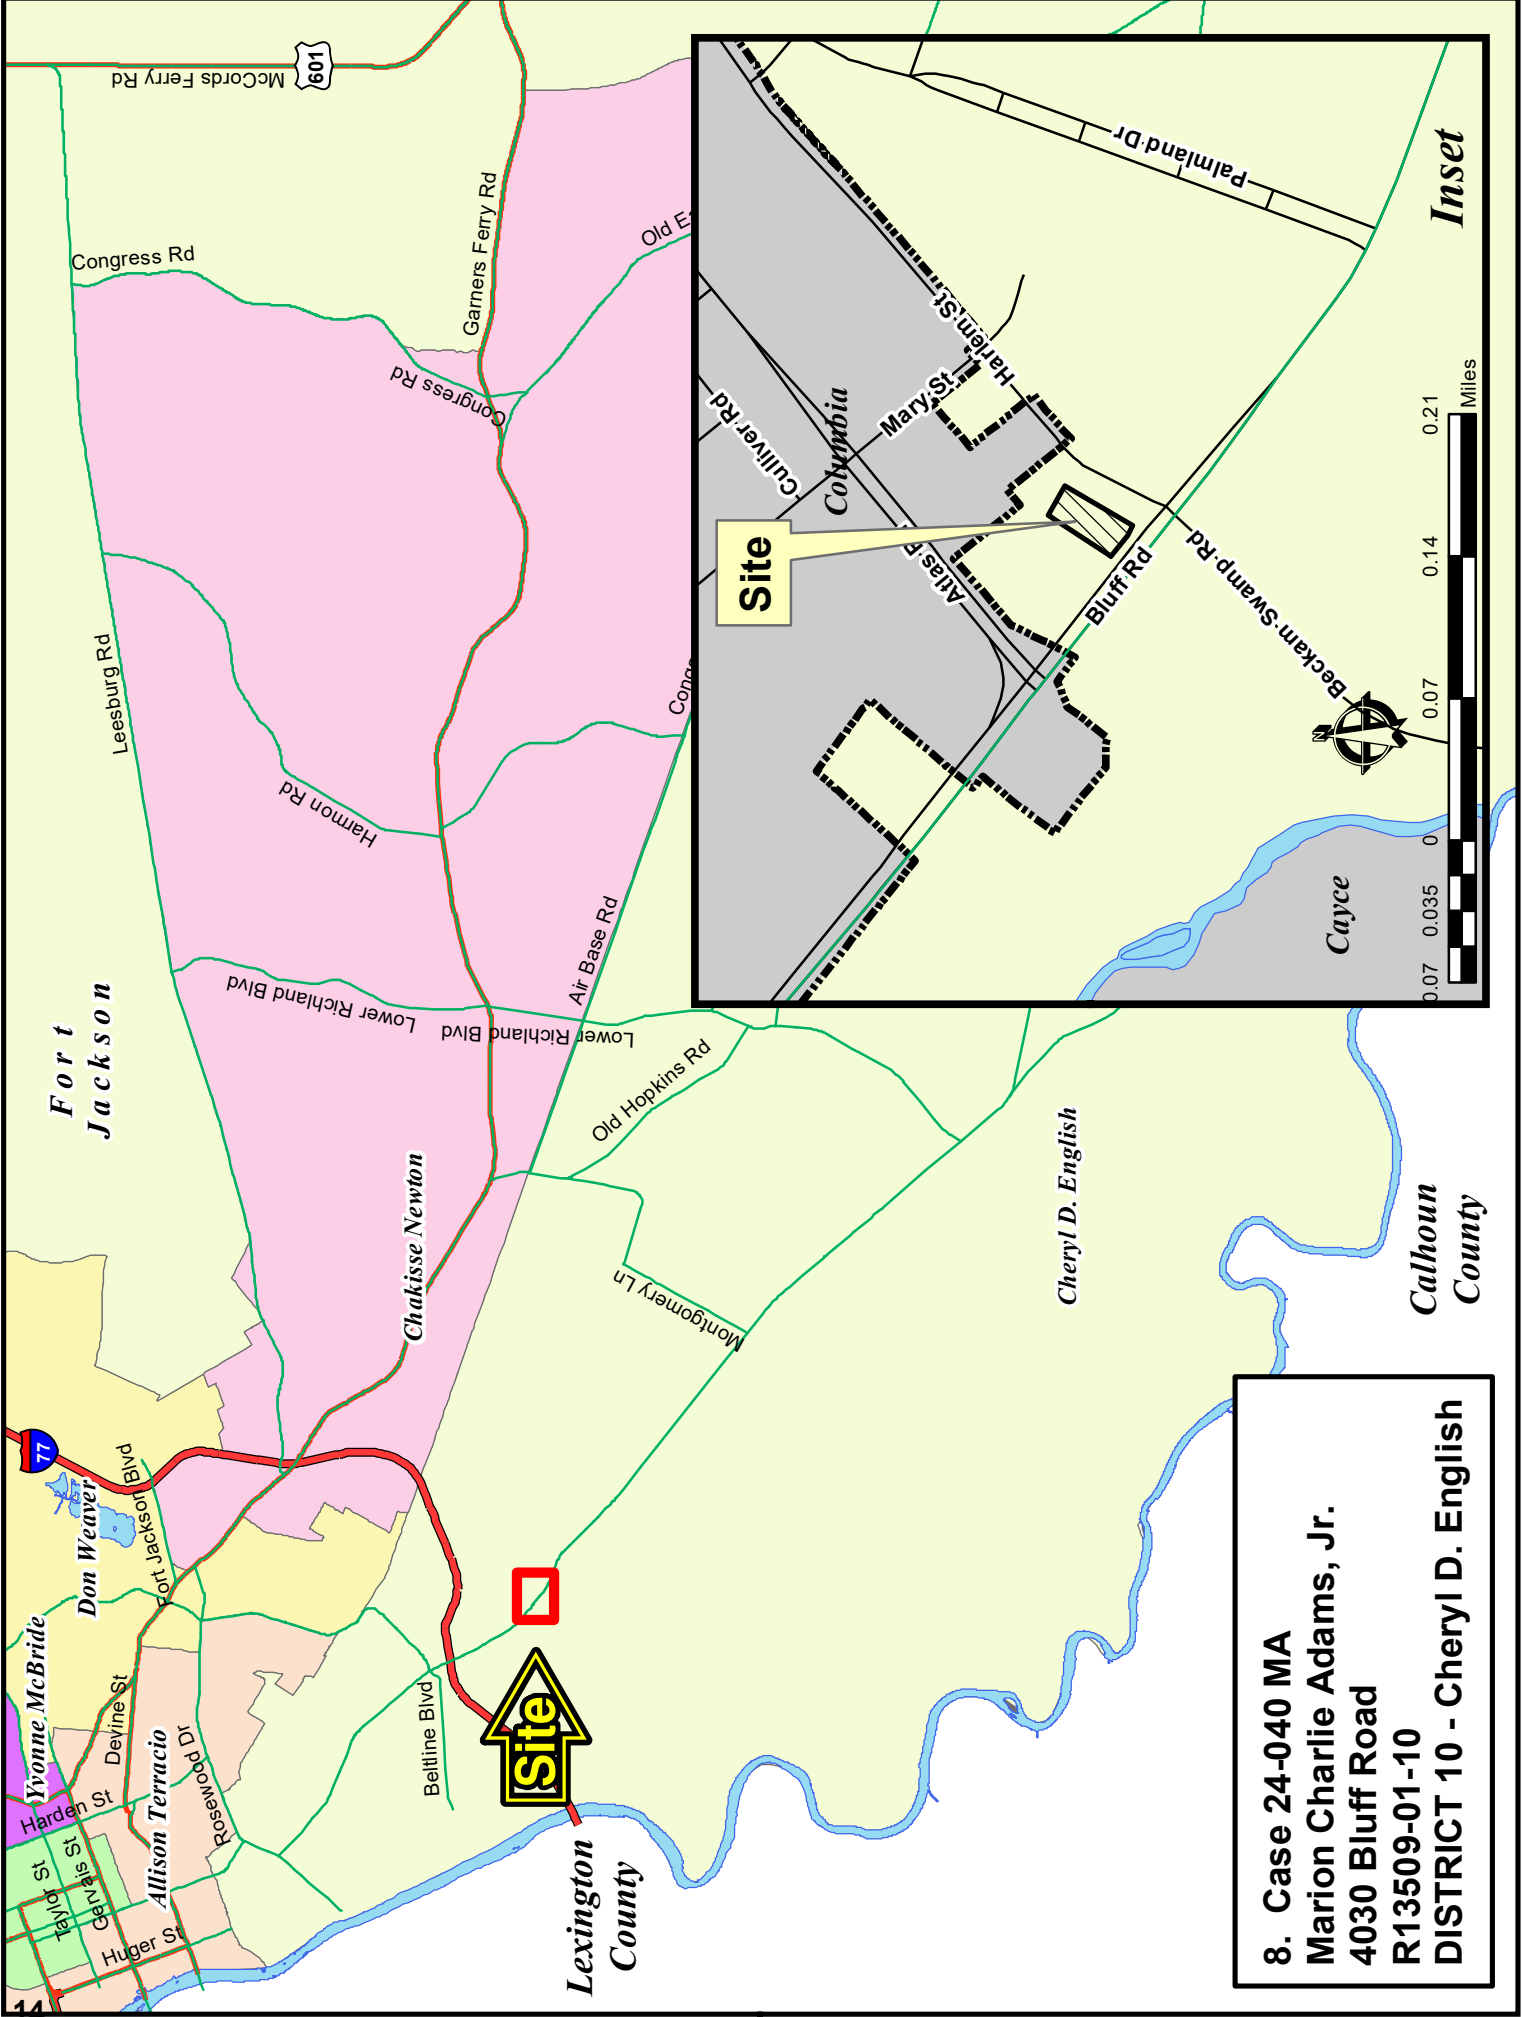 Fort
Jackson
McCords Ferry Rd
601
Congress Rd
Leesburg Rd
Garners Ferry Rd
Congress Rd
Harmon Rd
Lower Richland Blvd
Lower Richland Blvd
Air Base Rd
Old Hopkins Rd
Montgomery Ln
Chakisse Newton
77
Don Weaver
Fort Jackson Blvd
Yvonne McBride
Devine St
Harden St
Allison Terracio
Rosewood Dr
Taylor St
Gervais St
Huger St
Beltline Blvd
Site
Lexington
County
Cheryl D. English
Calhoun
County
14
Culliver Rd
Columbia
Mary St
Harlem St
Palmland Dr
Site
Bluff Rd
Beckam Swamp Rd
Cayce
N
Inset
0.07 0.035 0 0.07 0.14 0.21
Miles
8. Case 24-040 MA
Marion Charlie Adams, Jr.
4030 Bluff Road
R13509-01-10
DISTRICT 10 - Cheryl D. English